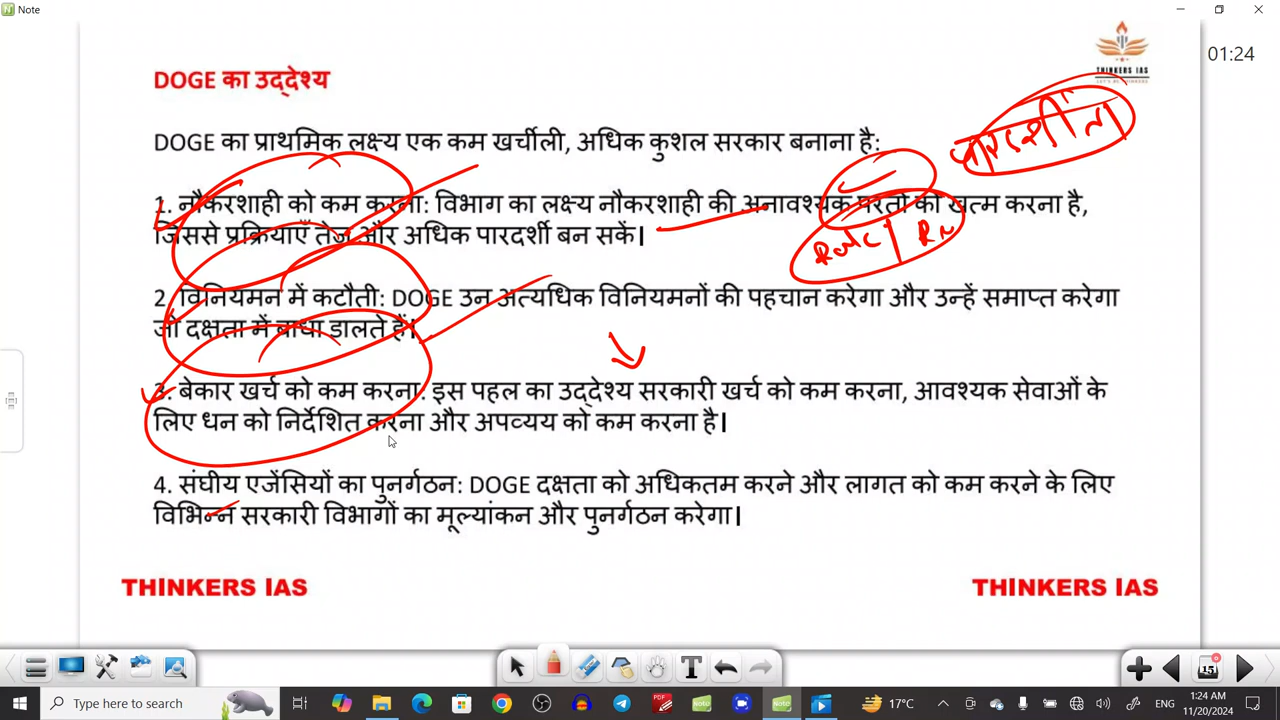 Note
THINKERS IAS
LET'S BE THINKERS
01:24
DOGE का उद्देश्य
DOGE का प्राथमिक लक्ष्य एक कम खर्चीली, अधिक कुशल सरकार बनाना है:
1. नौकरशाही को कम करना: विभाग का लक्ष्य नौकरशाही की अनावश्यक परतों को खत्म करना है,
जिससे प्रक्रियाएँ तेज और अधिक पारदर्शी बन सकें।
2. विनियमन में कटौती: DOGE उन अत्यधिक विनियमनों की पहचान करेगा और उन्हें समाप्त करेगा
जो दक्षता में बाधा डालते हैं।
3. बेकार खर्च को कम करना: इस पहल का उद्देश्य सरकारी खर्च को कम करना, आवश्यक सेवाओं के
लिए धन को निर्देशित करना और अपव्यय को कम करना है।
4. संघीय एजेंसियों का पुनर्गठन: DOGE दक्षता को अधिकतम करने और लागत को कम करने के लिए
विभिन्न सरकारी विभागों का मूल्यांकन और पुनर्गठन करेगा।
THINKERS IAS THINKERS IAS
15
Type here to search
17°C
ENG
1:24 AM
11/20/2024